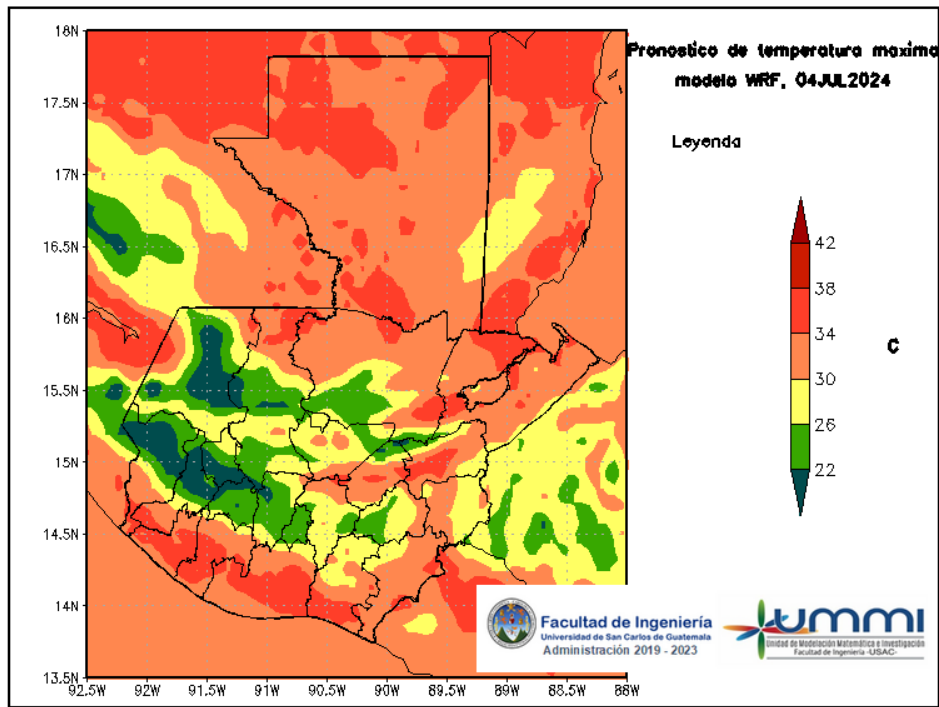 Pronostico de temperatura maxima
modelo WRF, 04JUL2024
Leyenda
42
38
34
30
26
22
C
18N
17.5N
17N
16.5N
16N
15.5N
15N
14.5N
14N
13.5N
92.5W 92W 91.5W 91W 90.5W 90W 89.5W 89W 88.5W 88W
Facultad de Ingeniería
Universidad de San Carlos de Guatemala
Administración 2019 - 2023
UMMI
Unidad de Modelación Matemática e Investigación
Facultad de Ingeniería -USAC-